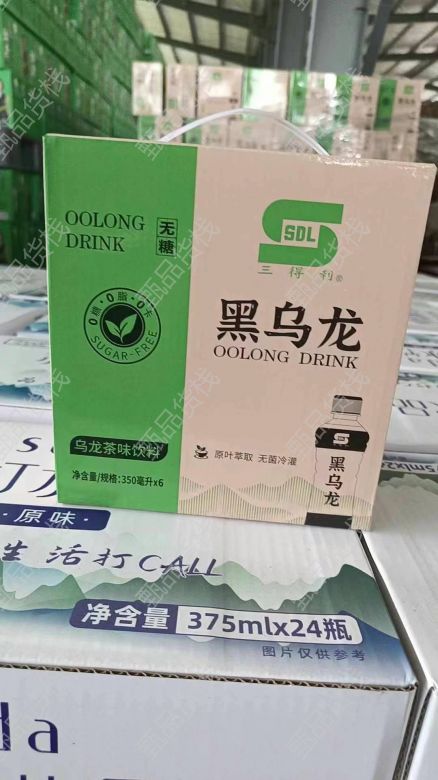 OOLONG
DRINK
无糖
0糖·0脂·0卡
SUGAR-FREE
乌龙茶味饮料
净含量/规格:350毫升x6
SDL
三得利®
黑乌龙
OOLONG DRINK
原叶萃取 无菌冷灌
黑乌龙
原味
生活打CALL
净含量 375mlx24瓶
图片仅供参考
甄品货栈